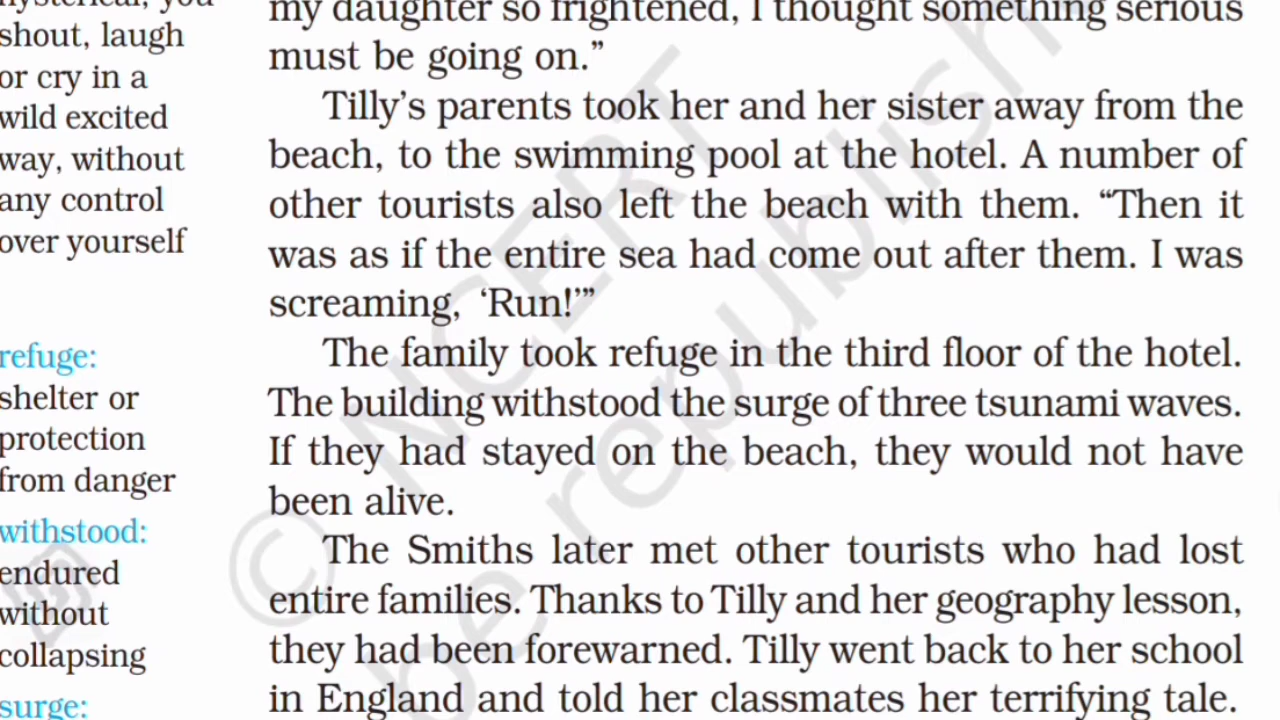 hysterical, you
shout, laugh
or cry in a
wild excited
way, without
any control
over yourself
refuge:
shelter or
protection
from danger
withstood:
endured
without
collapsing
surge:
my daughter so frightened, I thought something serious
must be going on.”
Tilly’s parents took her and her sister away from the
beach, to the swimming pool at the hotel. A number of
other tourists also left the beach with them. “Then it
was as if the entire sea had come out after them. I was
screaming, ‘Run!’”
The family took refuge in the third floor of the hotel.
The building withstood the surge of three tsunami waves.
If they had stayed on the beach, they would not have
been alive.
The Smiths later met other tourists who had lost
entire families. Thanks to Tilly and her geography lesson,
they had been forewarned. Tilly went back to her school
in England and told her classmates her terrifying tale.
© NCERT
be republish